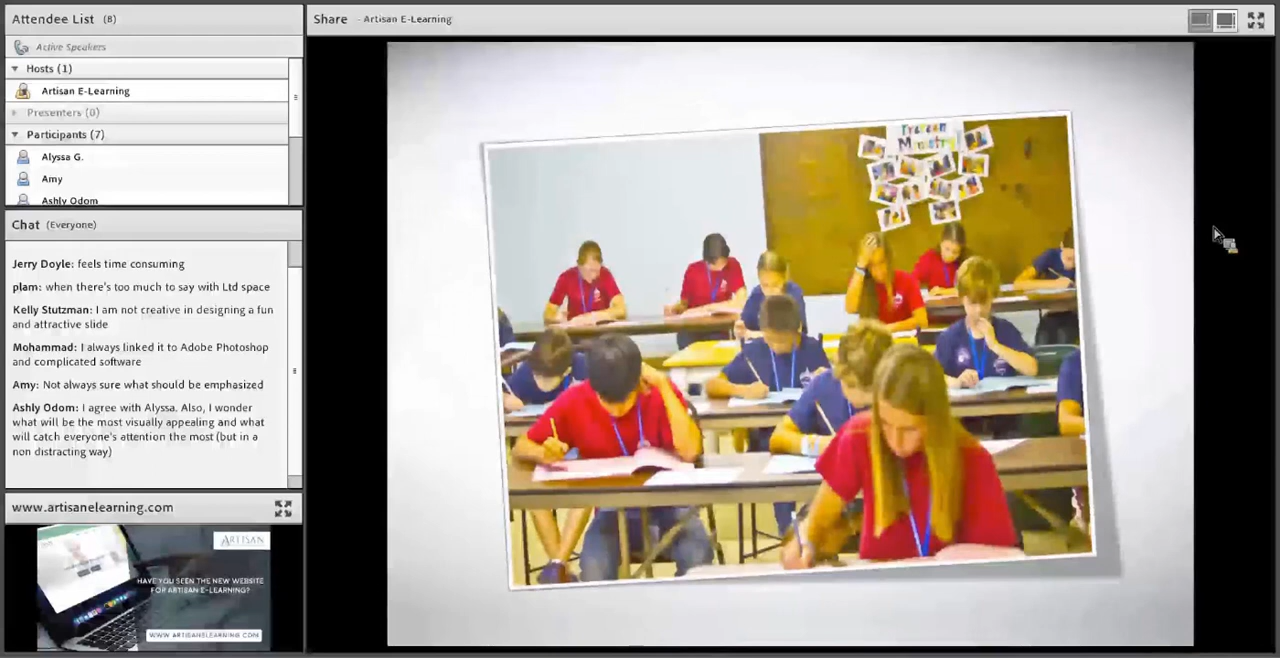 Attendee List (8)
Active Speakers
Hosts (1)
Artisan E-Learning
Presenters (0)
Participants (7)
Alyssa G.
Amy
Ashly Odom
Chat (Everyone)
Jerry Doyle: feels time consuming
plam: when there's too much to say with Ltd space
Kelly Stutzman: I am not creative in designing a fun
and attractive slide
Mohammad: I always linked it to Adobe Photoshop
and complicated software
Amy: Not always sure what should be emphasized
Ashly Odom: I agree with Alyssa. Also, I wonder
what will be the most visually appealing and what
will catch everyone's attention the most (but in a
non distracting way)
www.artisanelearning.com
ARTISAN
HAVE YOU SEEN THE NEW WEBSITE
FOR ARTISAN E-LEARNING?
WWW.ARTISANELEARNING.COM
Share - Artisan E-Learning
Ministry